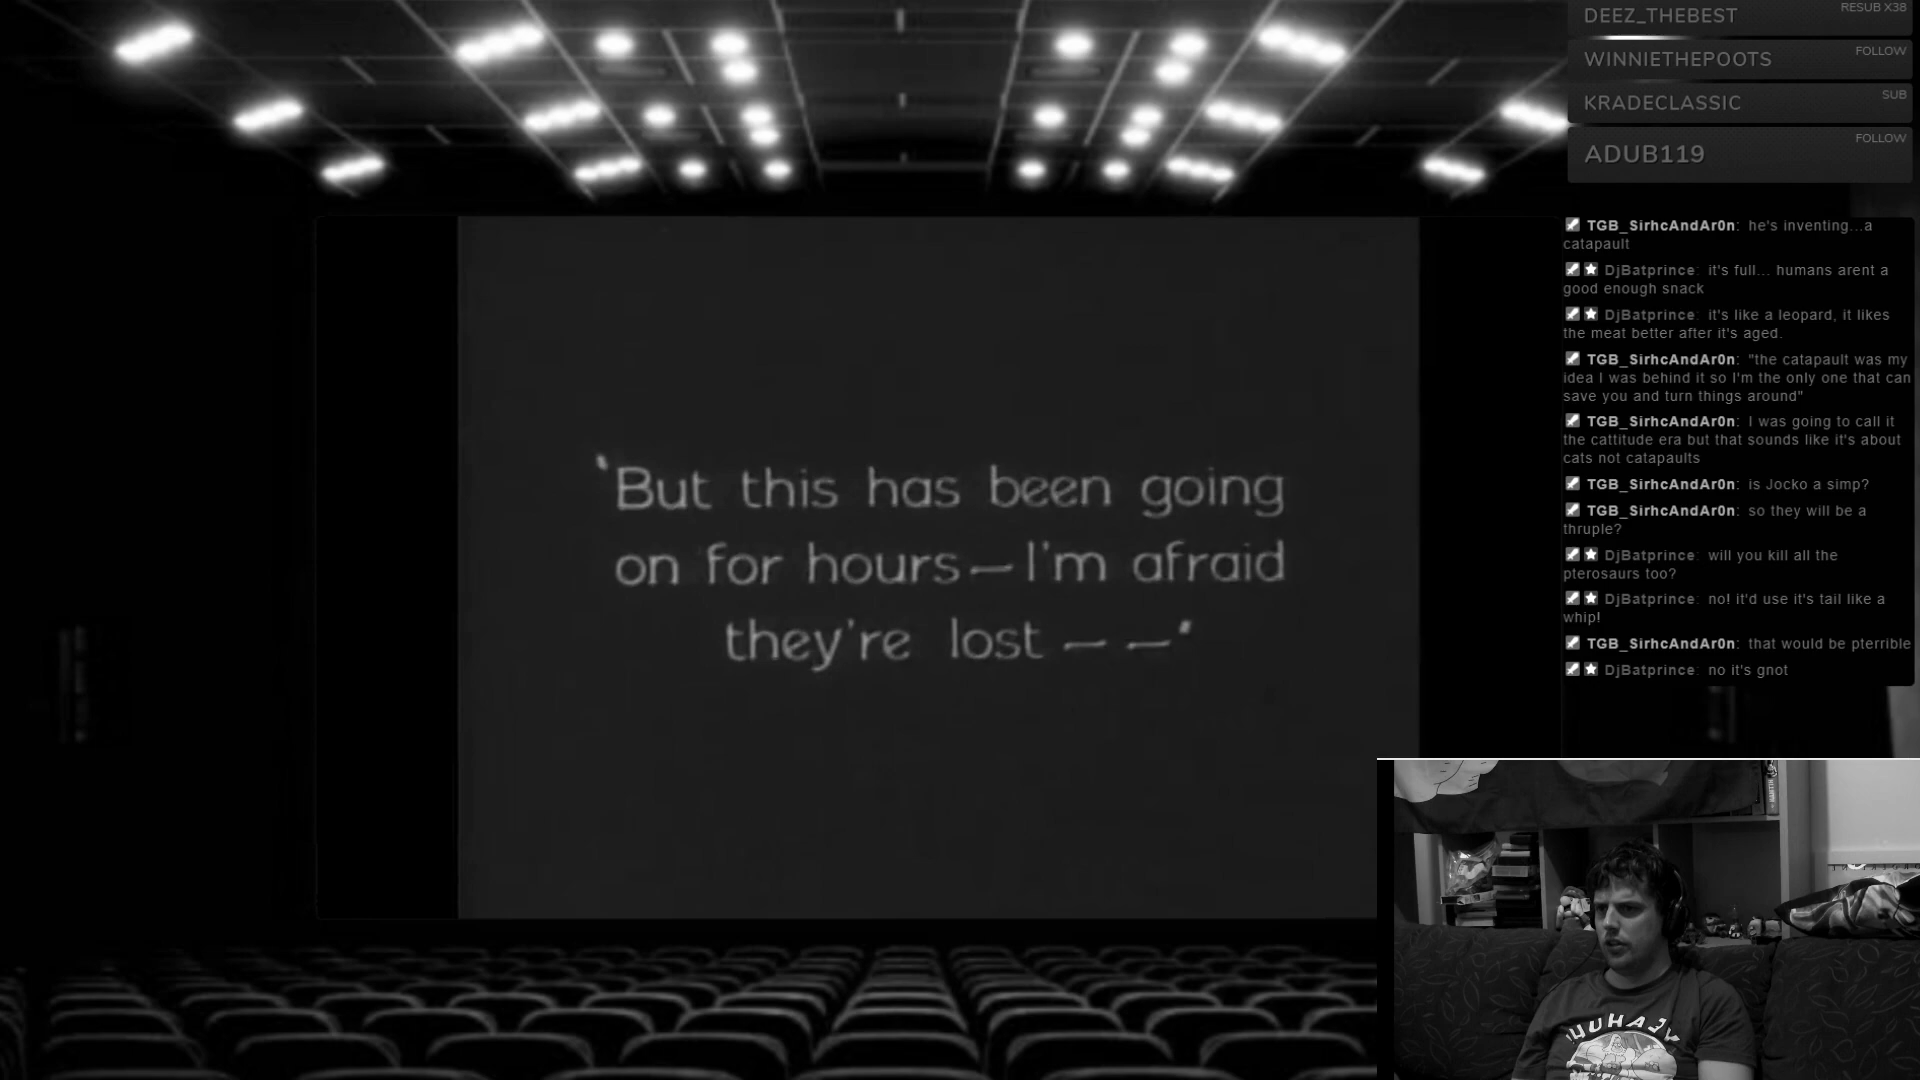 DEEZ_THEBEST
RESUB X38
WINNIETHEPOOTS
FOLLOW
KRADECLASSIC
SUB
ADUB119
FOLLOW
TGB_SirhcAndAr0n: he's inventing...a
catapault
DjBatprince: it's full... humans arent a
good enough snack
DjBatprince: it's like a leopard, it likes
the meat better after it's aged.
TGB_SirhcAndAr0n: "the catapault was my
idea I was behind it so I'm the only one that can
save you and turn things around"
TGB_SirhcAndAr0n: I was going to call it
the cattitude era but that sounds like it's about
cats not catapaults
TGB_SirhcAndAr0n: is Jocko a simp?
TGB_SirhcAndAr0n: so they will be a
thruple?
DjBatprince: will you kill all the
pterosaurs too?
DjBatprince: no! it'd use it's tail like a
whip!
TGB_SirhcAndAr0n: that would be pterrible
DjBatprince: no it's gnot
'But this has been going
on for hours—I'm afraid
they're lost — —'